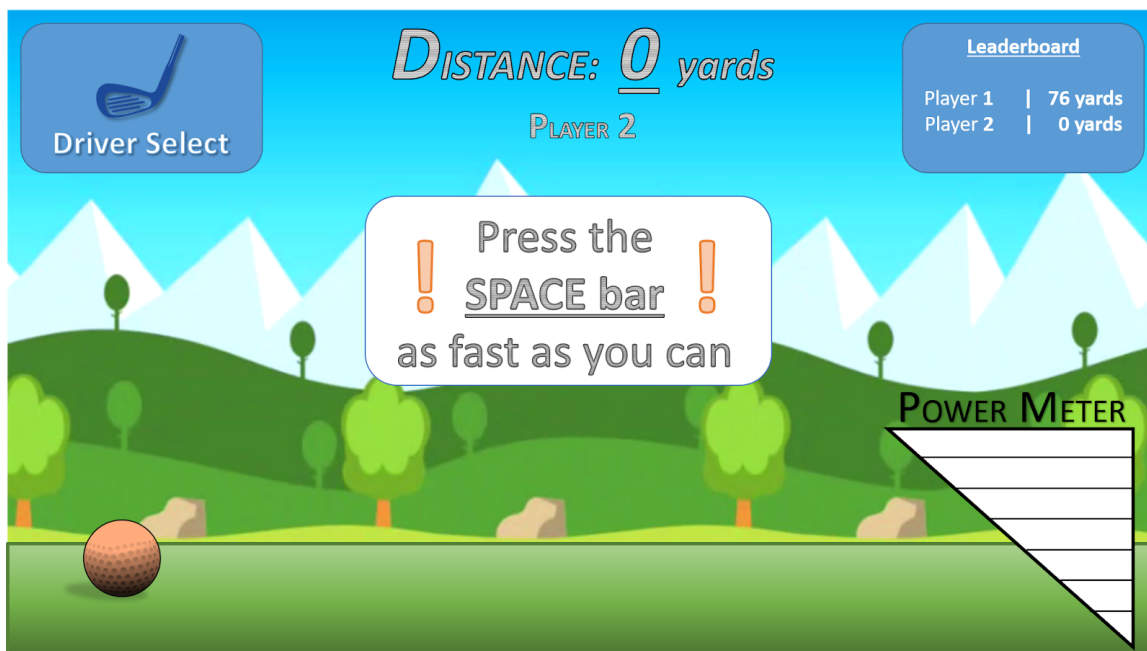 Driver Select
DISTANCE: 0 yards
PLAYER 2
Leaderboard
Player 1 | 76 yards
Player 2 | 0 yards
! Press the !
SPACE bar
as fast as you can
POWER METER